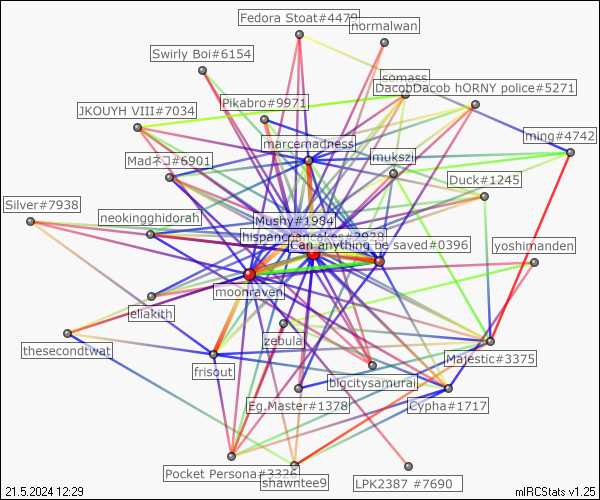 Fedora Stoat#4479
normalwan
Swirly Boi#6154
somass
DacobDacob hORNY police#5271
Pikabro#9971
JKOUYH VIII#7034
ming#4742
marcemadness
mukszi
Madネコ#6901
Duck#1245
Silver#7938
neokingghidorah
Mushy#1984
Can anything be saved#0396
yoshimanden
moonraven
eliakith
zebula
thesecondtwat
Majestic#3375
frisout
bigcitysamurai
Eg.Master#1378
Cypha#1717
Pocket Persona#3326
shawntee9
LPK2387 #7690
21.5.2024 12:29
mIRCStats v1.25